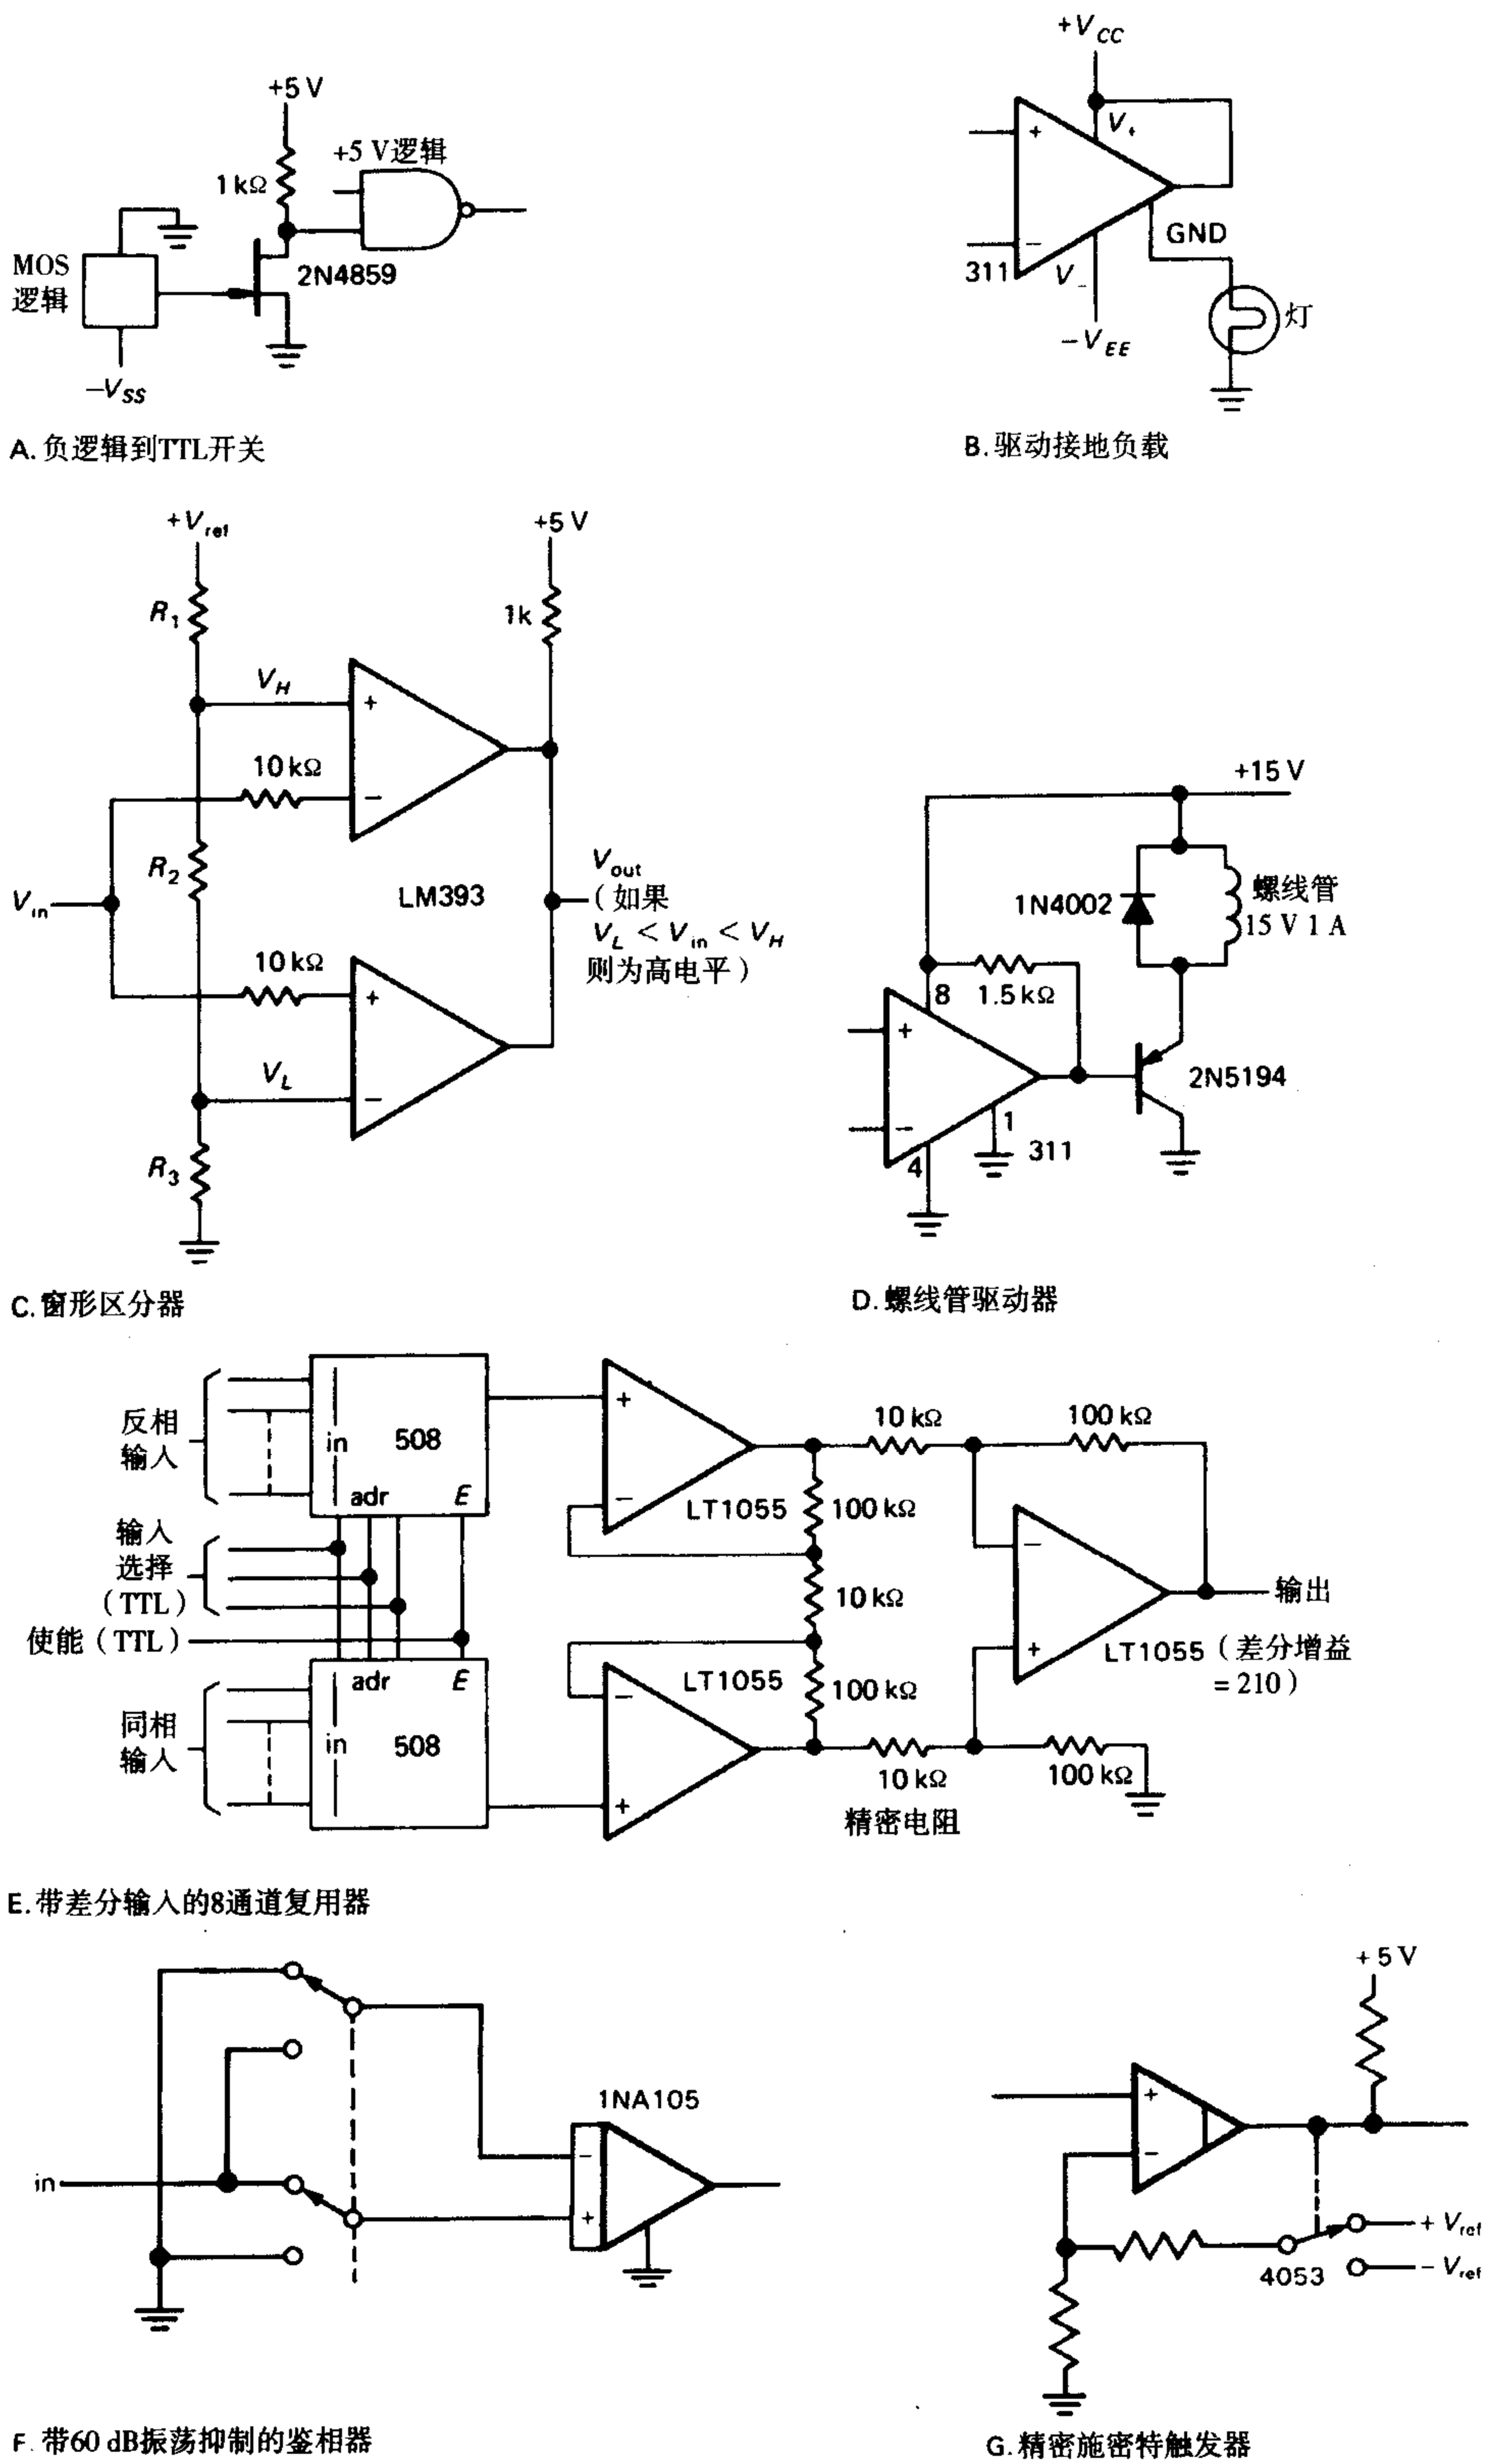 +5 V
+5 V逻辑
1 kΩ
2N4859
MOS
逻辑
−VSS
A. 负逻辑到TTL开关
+VCC
V+
+
−
311
V−
GND
−VEE
灯
B. 驱动接地负载
+Vref
+5 V
R1
1k
VH
+
10 kΩ
−
R2
LM393
Vin
Vout
(如果
VL < Vin < VH
则为高电平)
10 kΩ
+
VL
−
R3
C. 窗形区分器
+15 V
1N4002
螺线管
15 V 1 A
8
1.5 kΩ
+
−
2N5194
1
311
4
D. 螺线管驱动器
反相
输入
in
508
adr
E
输入
选择
(TTL)
使能(TTL)
adr
E
同相
输入
in
508
+
−
LT1055
10 kΩ
100 kΩ
100 kΩ
10 kΩ
−
+
输出
LT1055(差分增益
= 210)
LT1055
100 kΩ
−
+
10 kΩ
100 kΩ
精密电阻
E. 带差分输入的8通道复用器
in
1NA105
−
+
F. 带60 dB振荡抑制的鉴相器
+ 5 V
+
−
4053
+ Vref
− Vref
G. 精密施密特触发器